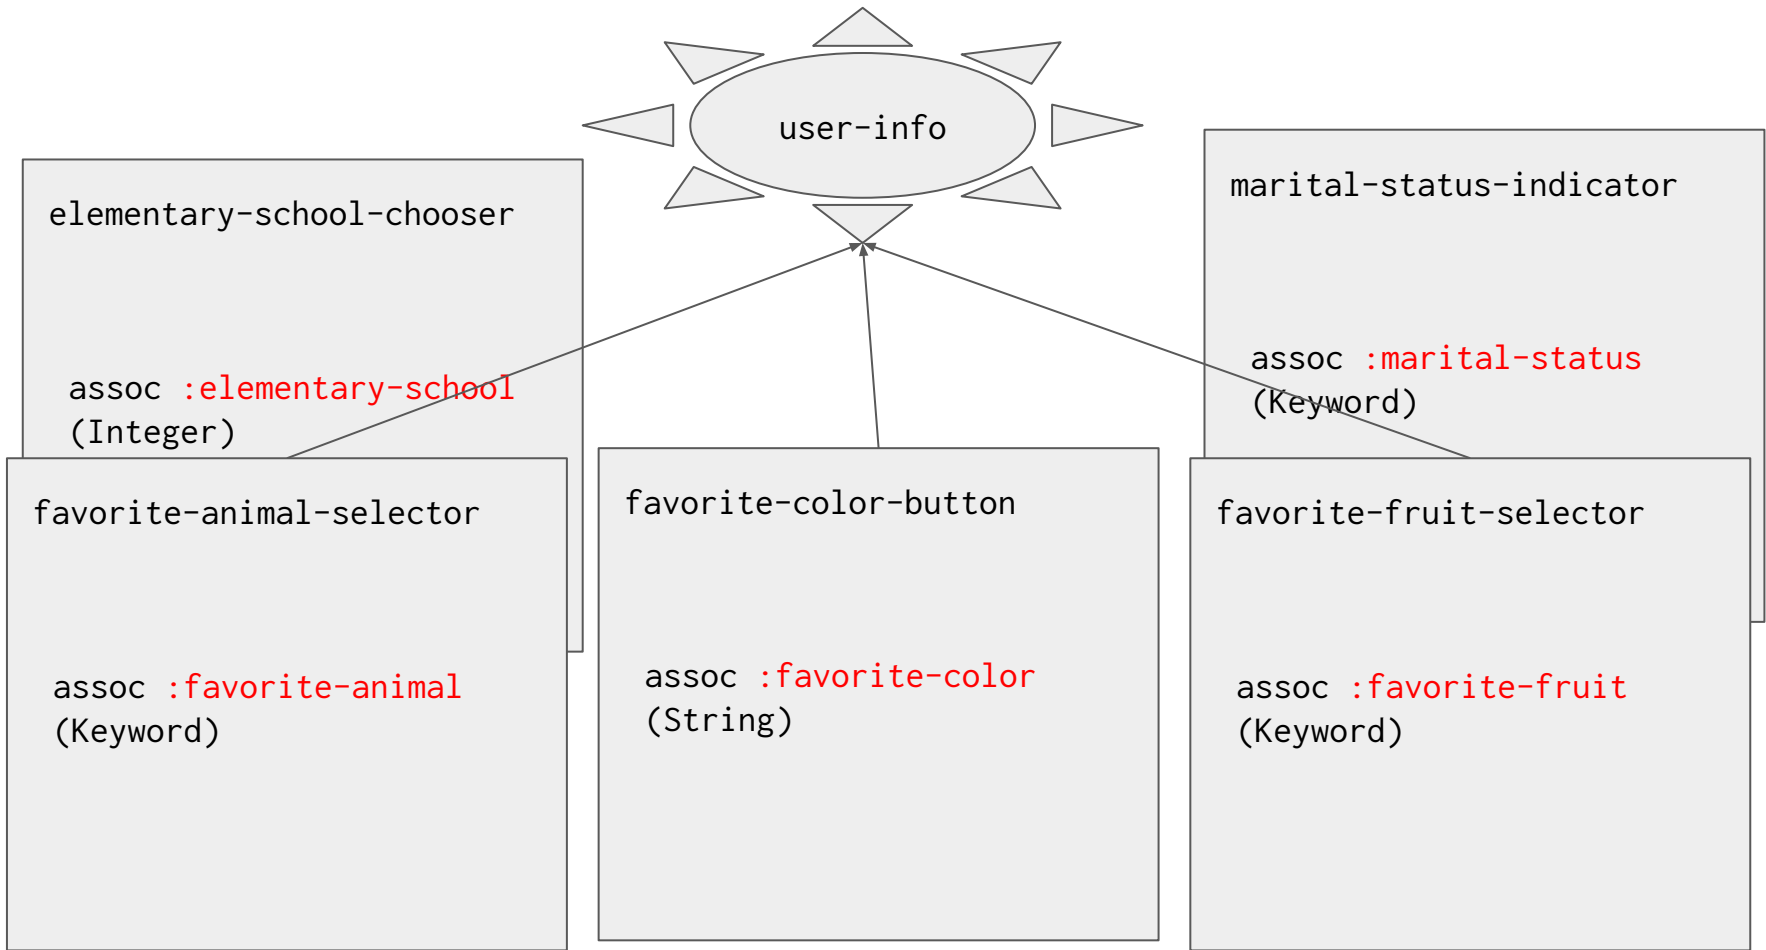 user-info
elementary-school-chooser
assoc :elementary-school
(Integer)
marital-status-indicator
assoc :marital-status
(Keyword)
favorite-animal-selector
assoc :favorite-animal
(Keyword)
favorite-color-button
assoc :favorite-color
(String)
favorite-fruit-selector
assoc :favorite-fruit
(Keyword)